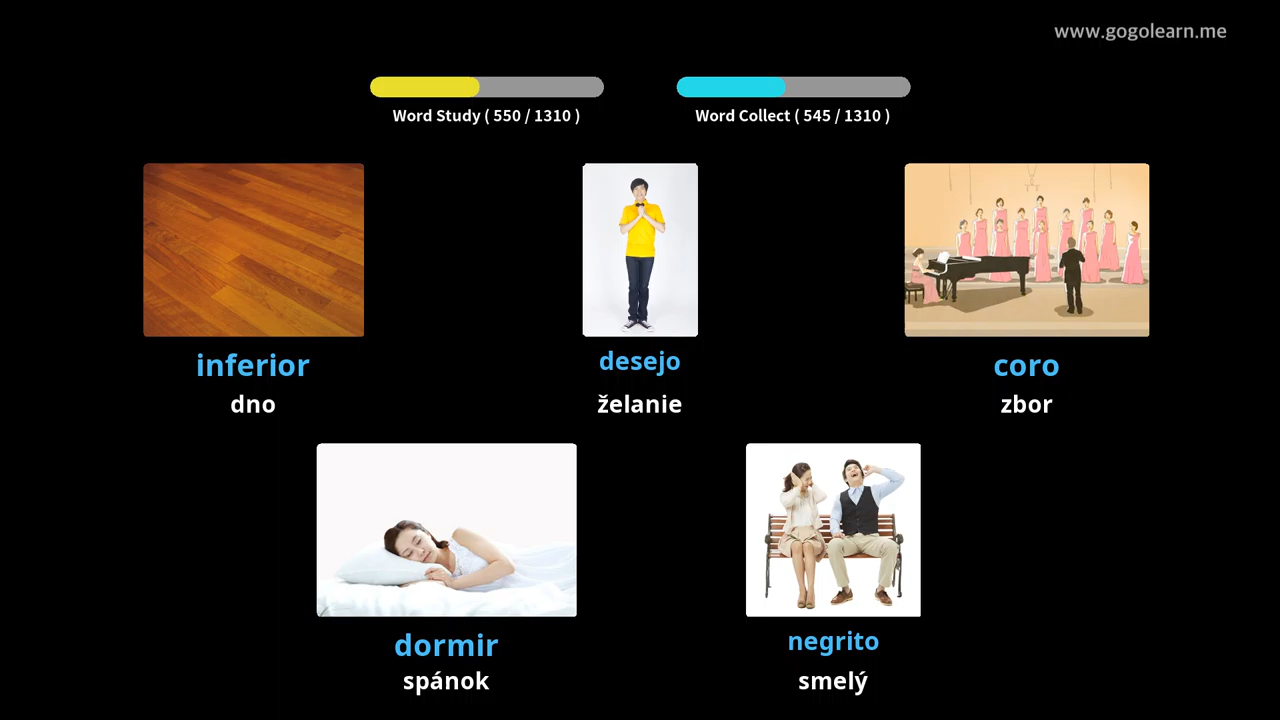 www.gogolearn.me
Word Study ( 550 / 1310 )
Word Collect ( 545 / 1310 )
inferior
dno
desejo
želanie
coro
zbor
dormir
spánok
negrito
smelý